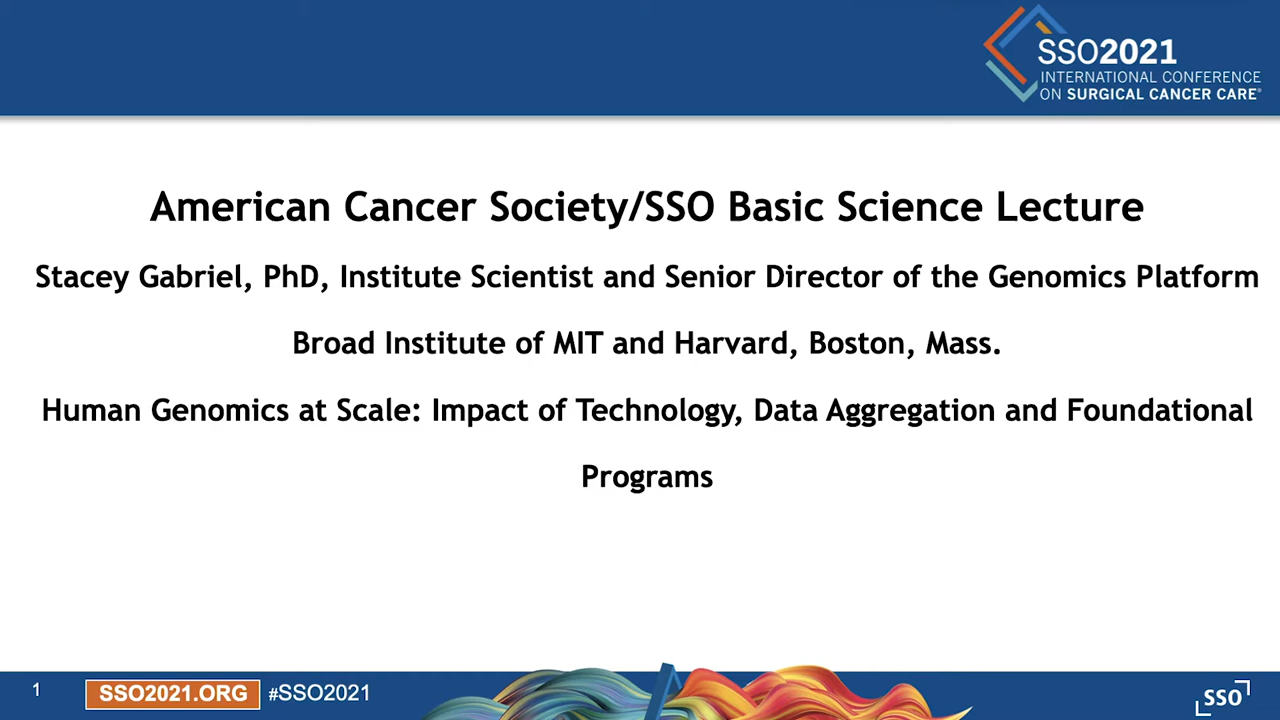 SSO2021
INTERNATIONAL CONFERENCE
ON SURGICAL CANCER CARE®
American Cancer Society/SSO Basic Science Lecture
Stacey Gabriel, PhD, Institute Scientist and Senior Director of the Genomics Platform
Broad Institute of MIT and Harvard, Boston, Mass.
Human Genomics at Scale: Impact of Technology, Data Aggregation and Foundational
Programs
1
SSO2021.ORG
#SSO2021
SSO